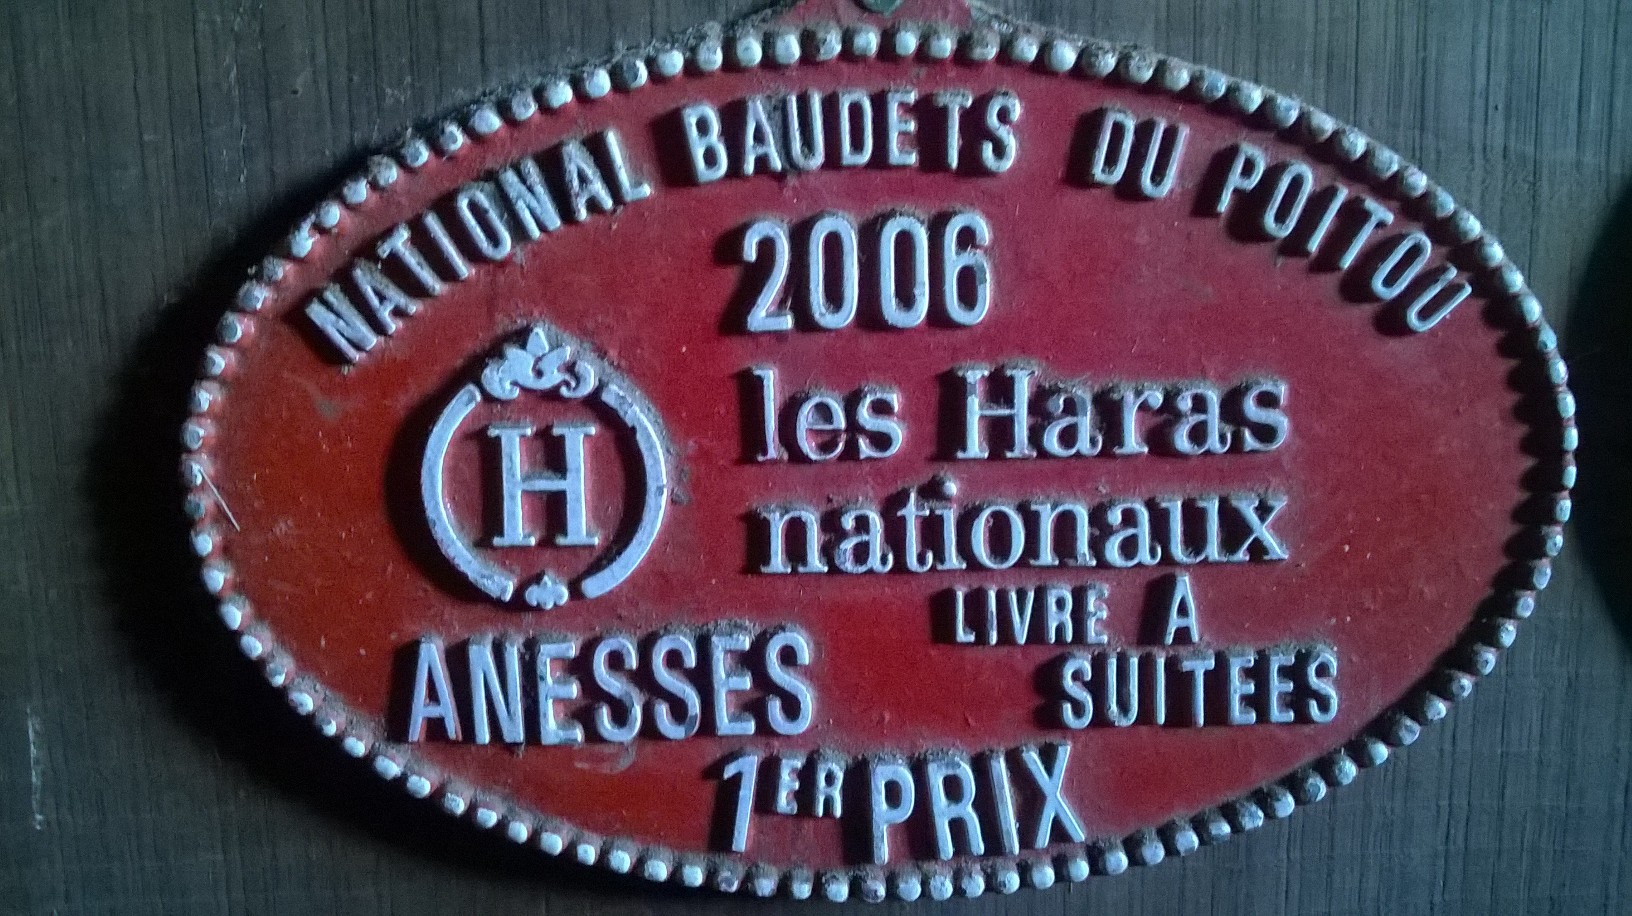 NATIONAL BAUDETS DU POITOU
2006
H
les Haras
nationaux
LIVRE A
ANESSES SUITEES
1ER PRIX